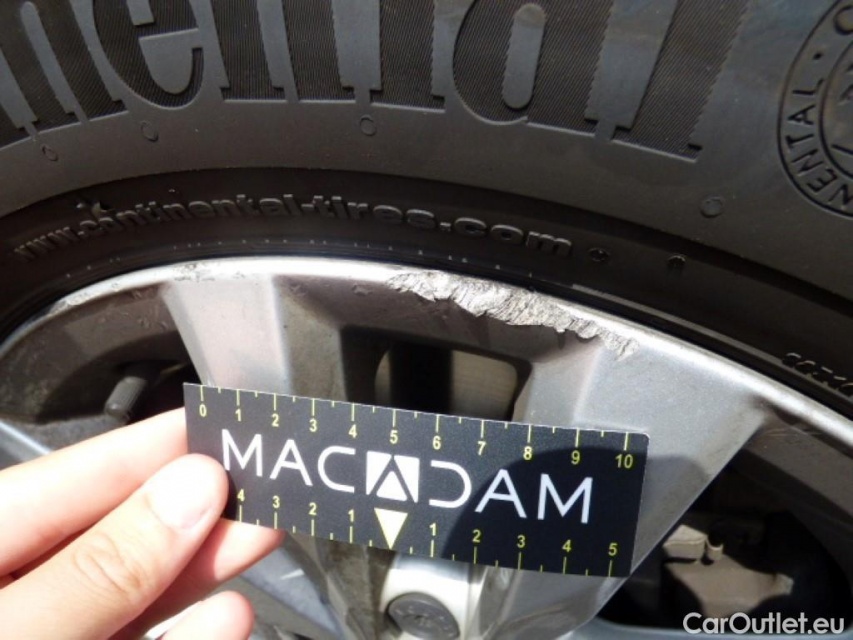 nental
CONTINENTAL
www.continental-tires.com
0 1 2 3 4 5 6 7 8 9 10
MACADAM
4 3 2 1 1 2 3 4 5
CarOutlet.eu